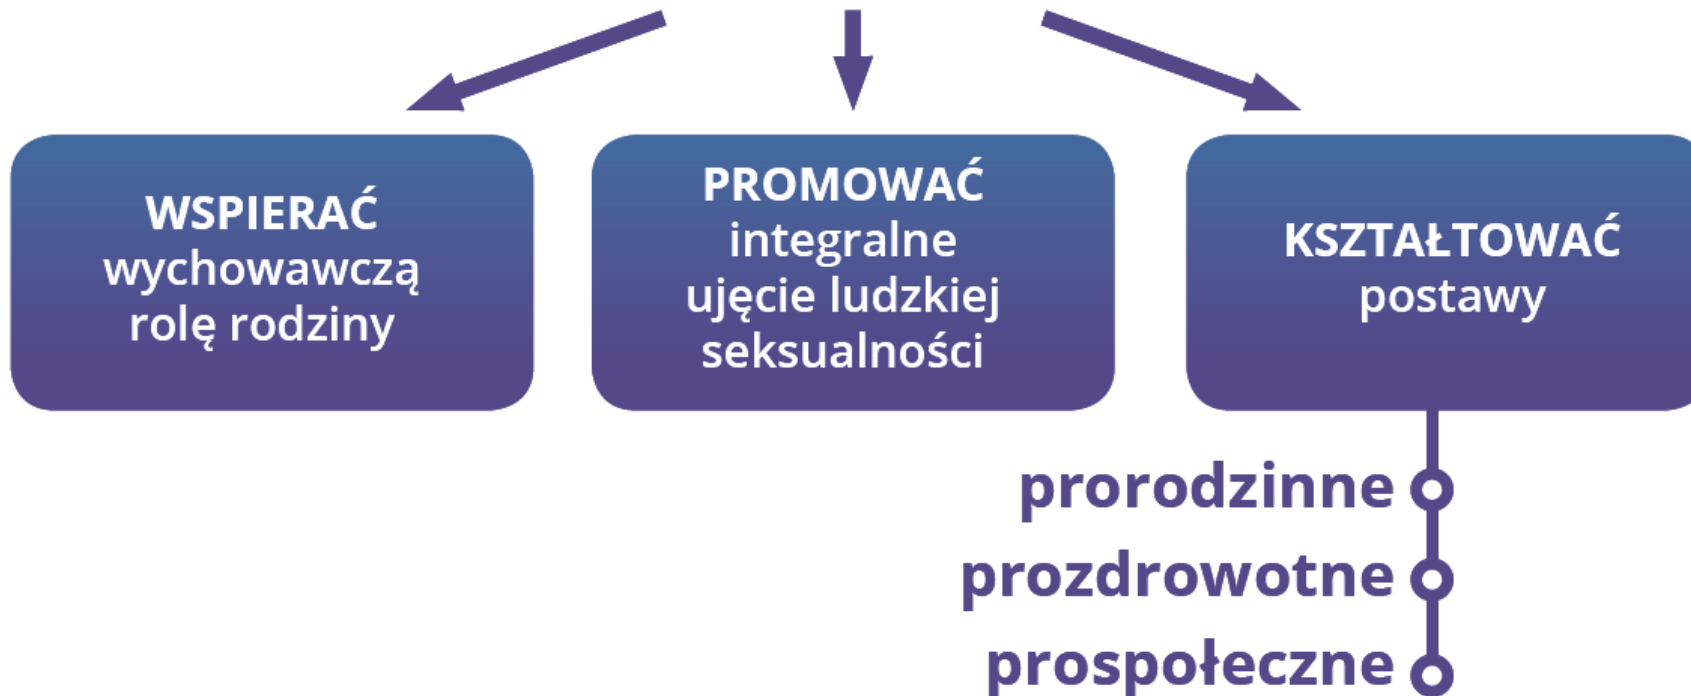 WSPIERAĆ
wychowawczą
rolę rodziny
PROMOWAĆ
integralne
ujęcie ludzkiej
seksualności
KSZTAŁTOWAĆ
postawy
prorodzinne
prozdrowotne
prospołeczne